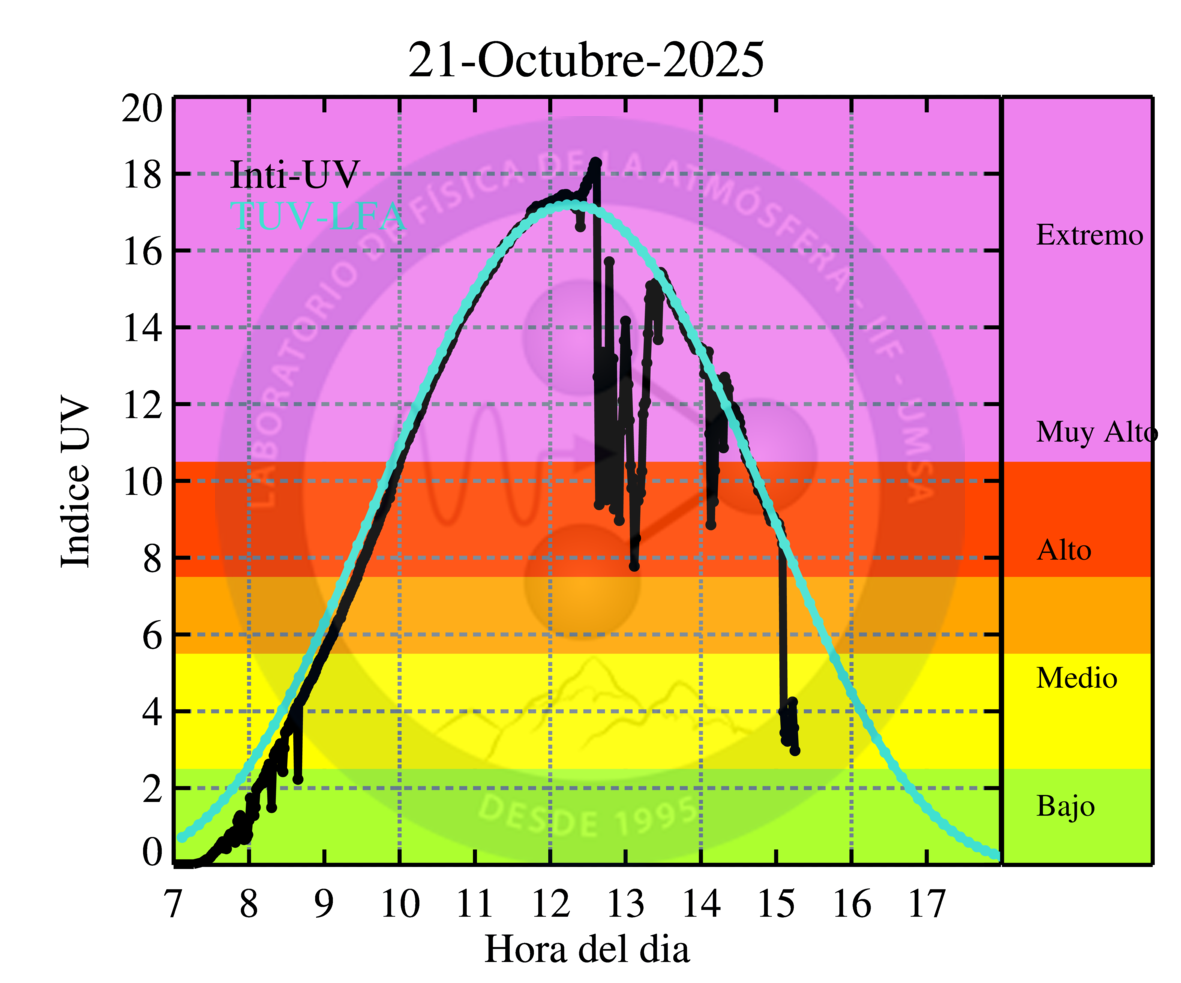 21-Octubre-2025
Inti-UV
TUV-LFA
Indice UV
20
18
16
14
12
10
8
6
4
2
0
7 8 9 10 11 12 13 14 15 16 17
Hora del dia
Extremo
Muy Alto
Alto
Medio
Bajo
LABORATORIO DE FÍSICA DE LA ATMÓSFERA - IIF - UMSA
DESDE 1995